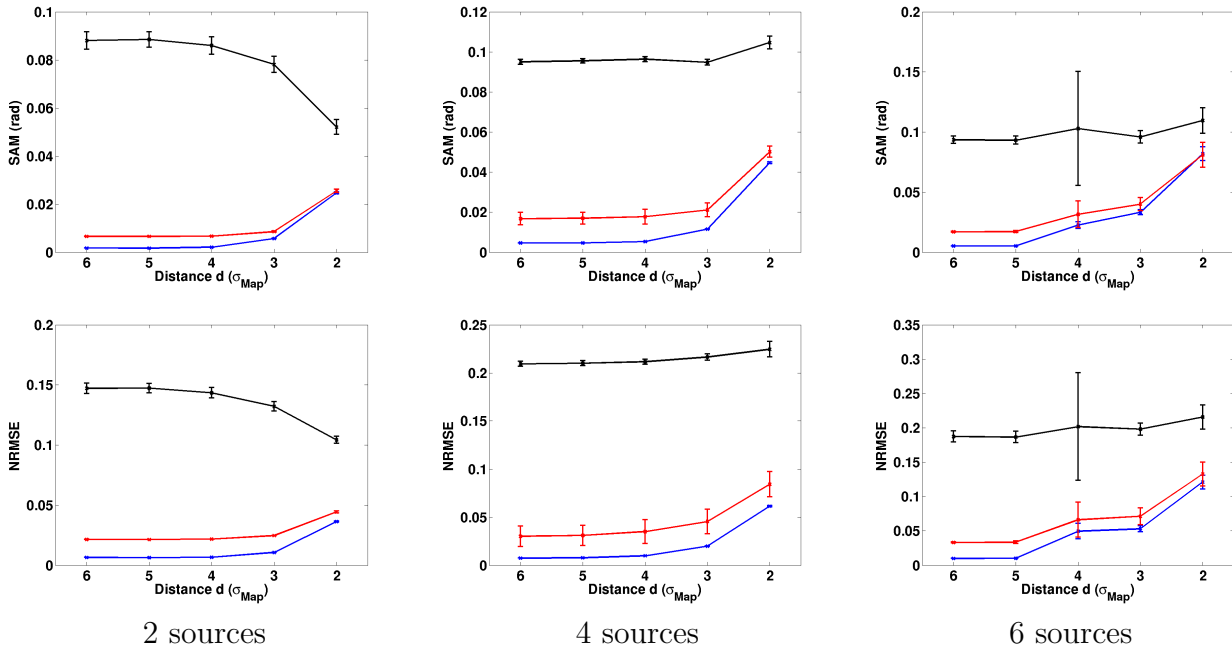 0.1
0.08
0.06
0.04
0.02
0
SAM (rad)
6 5 4 3 2
Distance d (σMap)
0.12
0.1
0.08
0.06
0.04
0.02
0
SAM (rad)
6 5 4 3 2
Distance d (σMap)
0.2
0.15
0.1
0.05
0
SAM (rad)
6 5 4 3 2
Distance d (σMap)
0.2
0.15
0.1
0.05
0
NRMSE
6 5 4 3 2
Distance d (σMap)
0.25
0.2
0.15
0.1
0.05
0
NRMSE
6 5 4 3 2
Distance d (σMap)
0.35
0.3
0.25
0.2
0.15
0.1
0.05
0
NRMSE
6 5 4 3 2
Distance d (σMap)
2 sources
4 sources
6 sources